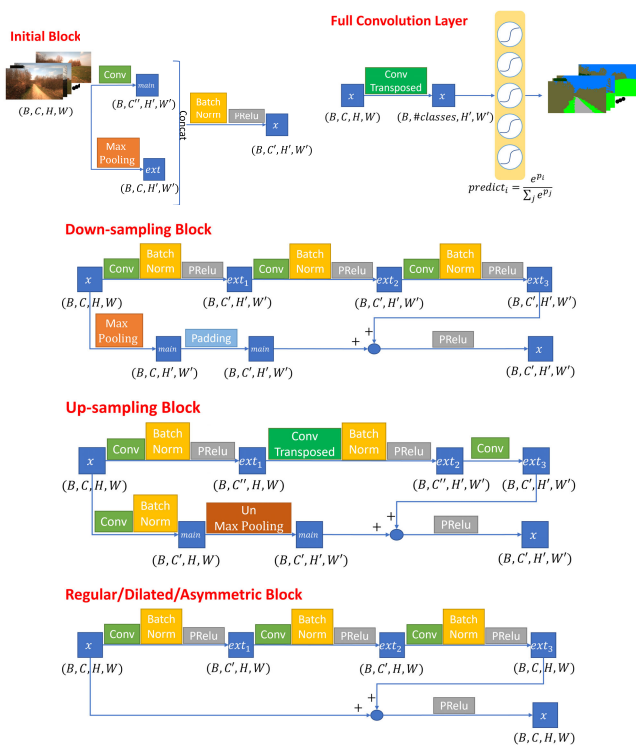 Initial Block
Conv
main
(B, C, H, W)
(B, C'', H', W')
Max
Pooling
ext
(B, C, H', W')
Concat
Batch
Norm
PRelu
x
(B, C', H', W')
Full Convolution Layer
x
Conv
Transposed
x
(B, C, H, W)
(B, #classes, H', W')
predict_i = e^{p_i} / ∑_j e^{p_j}
Down-sampling Block
x Conv Batch Norm PRelu ext_1 Conv Batch Norm PRelu ext_2 Conv Batch Norm PRelu ext_3
(B, C, H, W) (B, C', H', W') (B, C', H', W') (B, C', H', W')
Max Pooling main Padding main + + PRelu x
(B, C, H', W') (B, C', H', W') (B, C', H', W')
Up-sampling Block
x Conv Batch Norm PRelu ext_1 Conv Transposed Batch Norm PRelu ext_2 Conv ext_3
(B, C, H, W) (B, C'', H, W) (B, C'', H', W') (B, C', H', W')
Conv Batch Norm main Un Max Pooling main + + PRelu x
(B, C', H, W) (B, C', H', W') (B, C', H', W')
Regular/Dilated/Asymmetric Block
x Conv Batch Norm PRelu ext_1 Conv Batch Norm PRelu ext_2 Conv Batch Norm PRelu ext_3
(B, C, H, W) (B, C', H, W) (B, C', H, W) (B, C, H, W)
+ + PRelu x
(B, C, H, W)